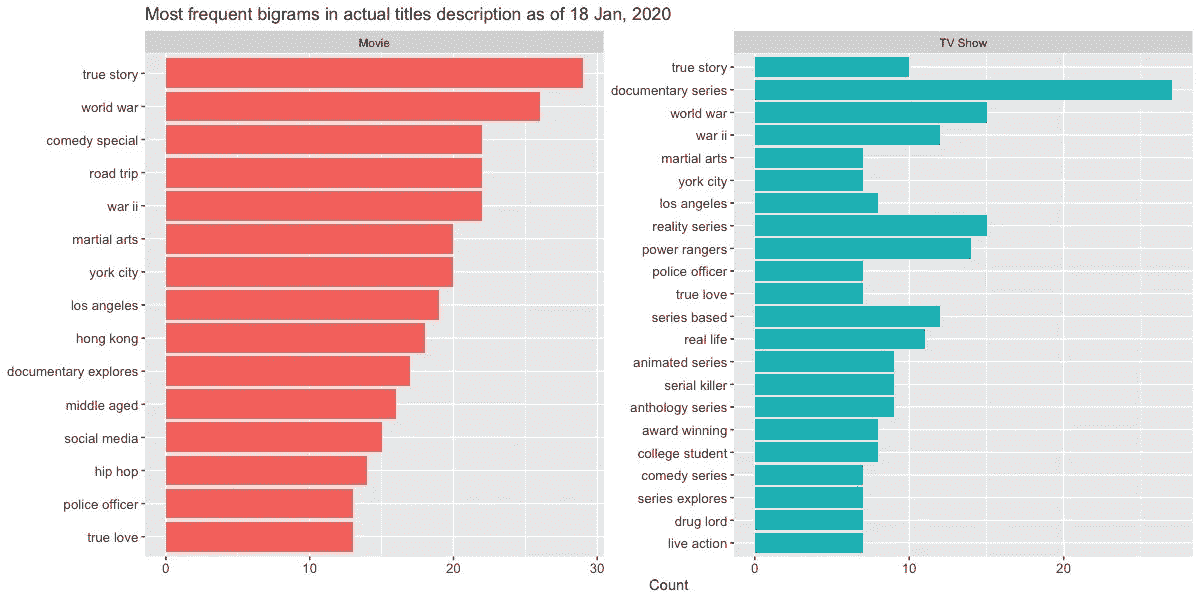 Most frequent bigrams in actual titles description as of 18 Jan, 2020
Movie
true story
world war
comedy special
road trip
war ii
martial arts
york city
los angeles
hong kong
documentary explores
middle aged
social media
hip hop
police officer
true love
0 10 20 30
TV Show
true story
documentary series
world war
war ii
martial arts
york city
los angeles
reality series
power rangers
police officer
true love
series based
real life
animated series
serial killer
anthology series
award winning
college student
comedy series
series explores
drug lord
live action
0 10 20
Count